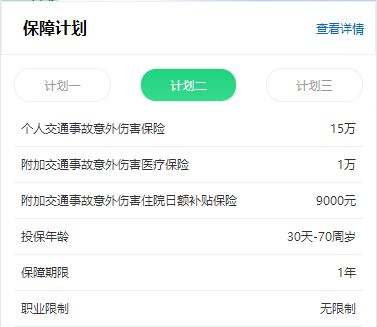 保障计划
查看详情
计划一
计划二
计划三
个人交通事故意外伤害保险 15万
附加交通事故意外伤害医疗保险 1万
附加交通事故意外伤害住院日额补贴保险 9000元
投保年龄 30天-70周岁
保障期限 1年
职业限制 无限制